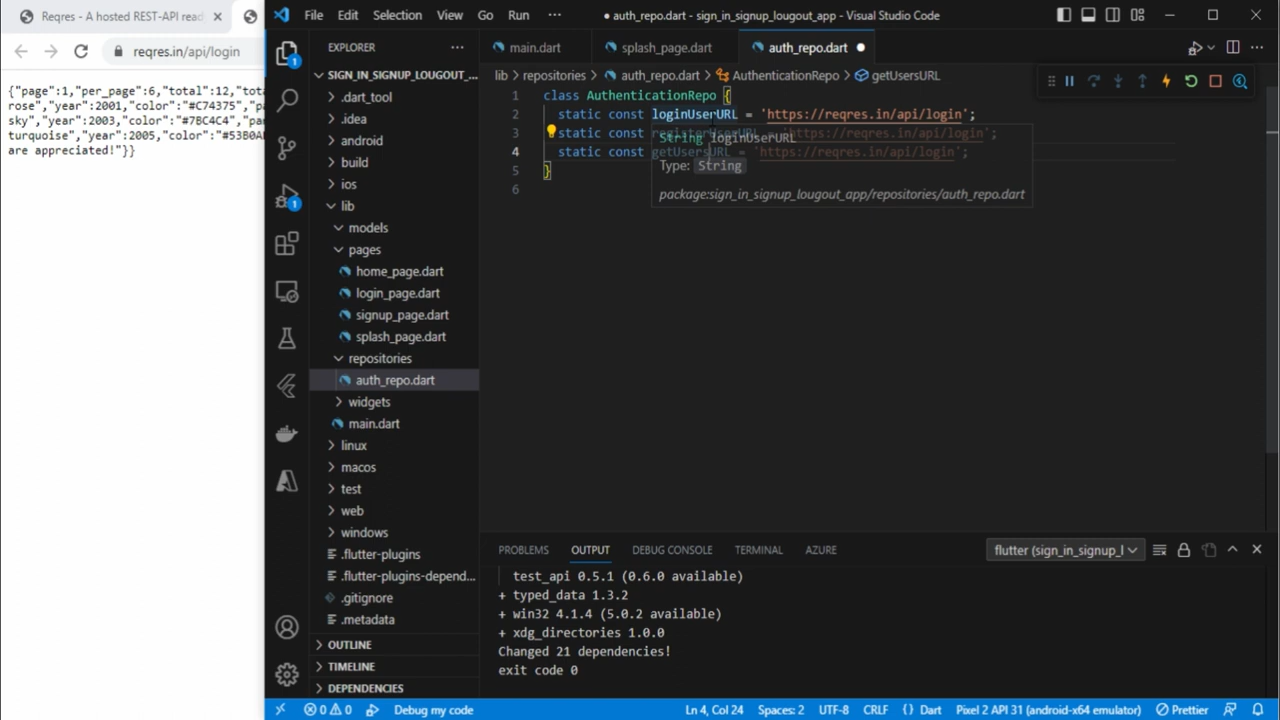 Reqres - A hosted REST-API read
reqres.in/api/login
{"page":1,"per_page":6,"total":12,"tota
rose","year":2001,"color":"#C74375","
sky","year":2003,"color":"#7BC4C4","pan
turquoise","year":2005,"color":"#53B0AE
are appreciated!"}}
File Edit Selection View Go Run ···
● auth_repo.dart - sign_in_signup_lougout_app - Visual Studio Code
EXPLORER ···
SIGN_IN_SIGNUP_LOUGOUT_...
.dart_tool
.idea
android
build
ios
lib
models
pages
home_page.dart
login_page.dart
signup_page.dart
splash_page.dart
repositories
auth_repo.dart
widgets
main.dart
linux
macos
test
web
windows
.flutter-plugins
.flutter-plugins-depend...
.gitignore
.metadata
OUTLINE
TIMELINE
DEPENDENCIES
1
1
main.dart splash_page.dart auth_repo.dart ●
lib > repositories > auth_repo.dart > AuthenticationRepo > getUsersURL
1 class AuthenticationRepo {
2 static const loginUserURL = 'https://reqres.in/api/login';
3 static const registerUserURL = 'https://reqres.in/api/login';
4 static const getUsersURL = 'https://reqres.in/api/login';
5 }
6
String loginUserURL
Type: String
package:sign_in_signup_lougout_app/repositories/auth_repo.dart
PROBLEMS OUTPUT DEBUG CONSOLE TERMINAL AZURE
flutter (sign_in_signup_l
test_api 0.5.1 (0.6.0 available)
+ typed_data 1.3.2
+ win32 4.1.4 (5.0.2 available)
+ xdg_directories 1.0.0
Changed 21 dependencies!
exit code 0
0 0 Debug my code Ln 4, Col 24 Spaces: 2 UTF-8 CRLF {} Dart Pixel 2 API 31 (android-x64 emulator) Prettier